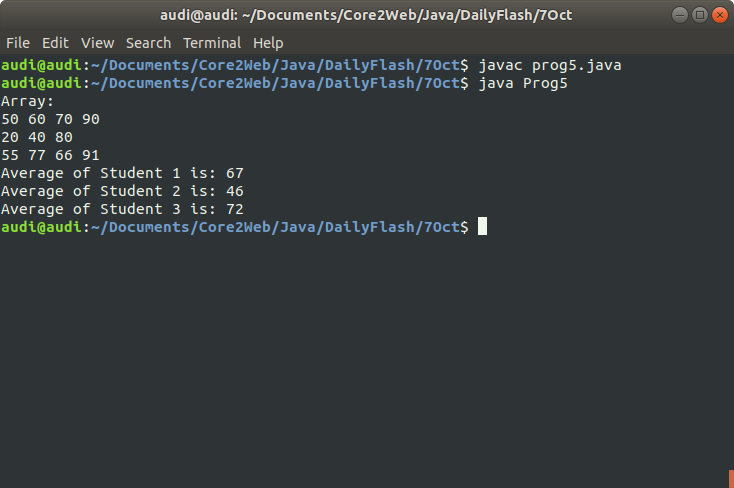 audi@audi: ~/Documents/Core2Web/Java/DailyFlash/7Oct
File Edit View Search Terminal Help
audi@audi:~/Documents/Core2Web/Java/DailyFlash/7Oct$ javac prog5.java
audi@audi:~/Documents/Core2Web/Java/DailyFlash/7Oct$ java Prog5
Array:
50 60 70 90
20 40 80
55 77 66 91
Average of Student 1 is: 67
Average of Student 2 is: 46
Average of Student 3 is: 72
audi@audi:~/Documents/Core2Web/Java/DailyFlash/7Oct$